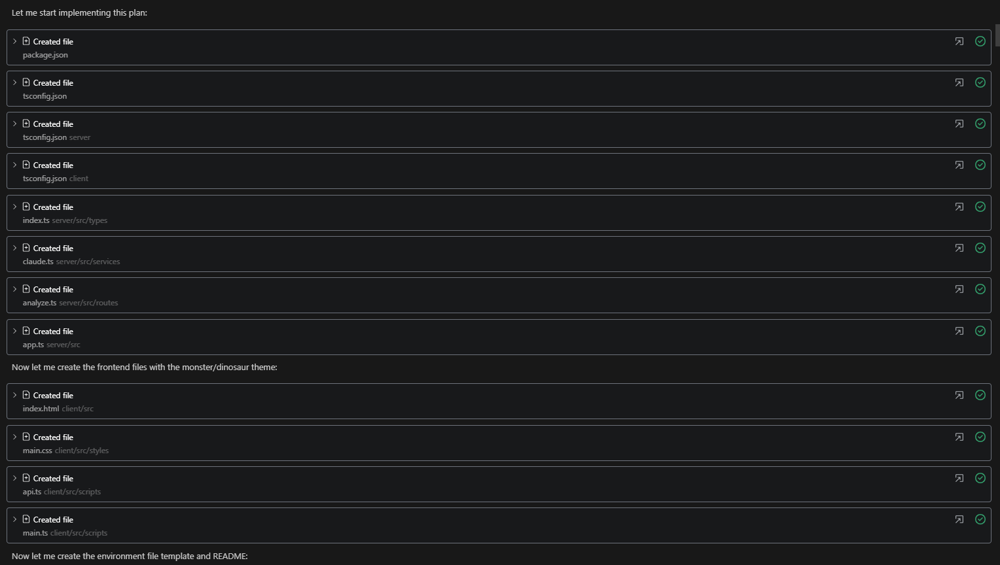 Let me start implementing this plan:
Created file
package.json
Created file
tsconfig.json
Created file
tsconfig.json server
Created file
tsconfig.json client
Created file
index.ts server/src/types
Created file
claude.ts server/src/services
Created file
analyze.ts server/src/routes
Created file
app.ts server/src
Now let me create the frontend files with the monster/dinosaur theme:
Created file
index.html client/src
Created file
main.css client/src/styles
Created file
api.ts client/src/scripts
Created file
main.ts client/src/scripts
Now let me create the environment file template and README: